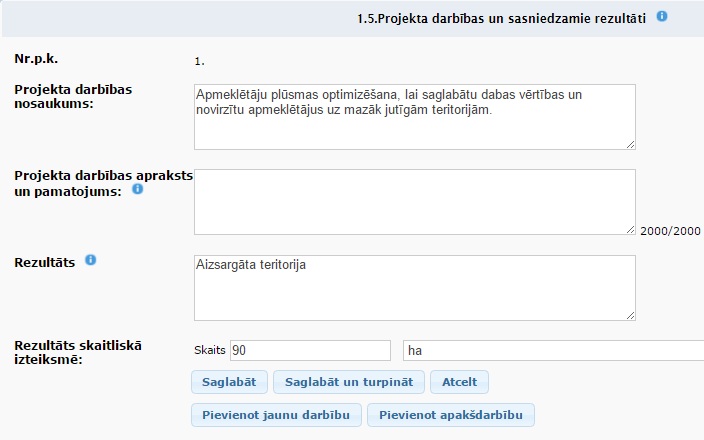 1.5.Projekta darbības un sasniedzamie rezultāti
Nr.p.k.
1.
Projekta darbības
nosaukums:
Apmeklētāju plūsmas optimizēšana, lai saglabātu dabas vērtības un
novirzītu apmeklētājus uz mazāk jutīgām teritorijām.
Projekta darbības apraksts
un pamatojums:
2000/2000
Rezultāts
Aizsargāta teritorija
Rezultāts skaitliskā
izteiksmē:
Skaits 90 ha
Saglabāt Saglabāt un turpināt Atcelt
Pievienot jaunu darbību Pievienot apakšdarbību